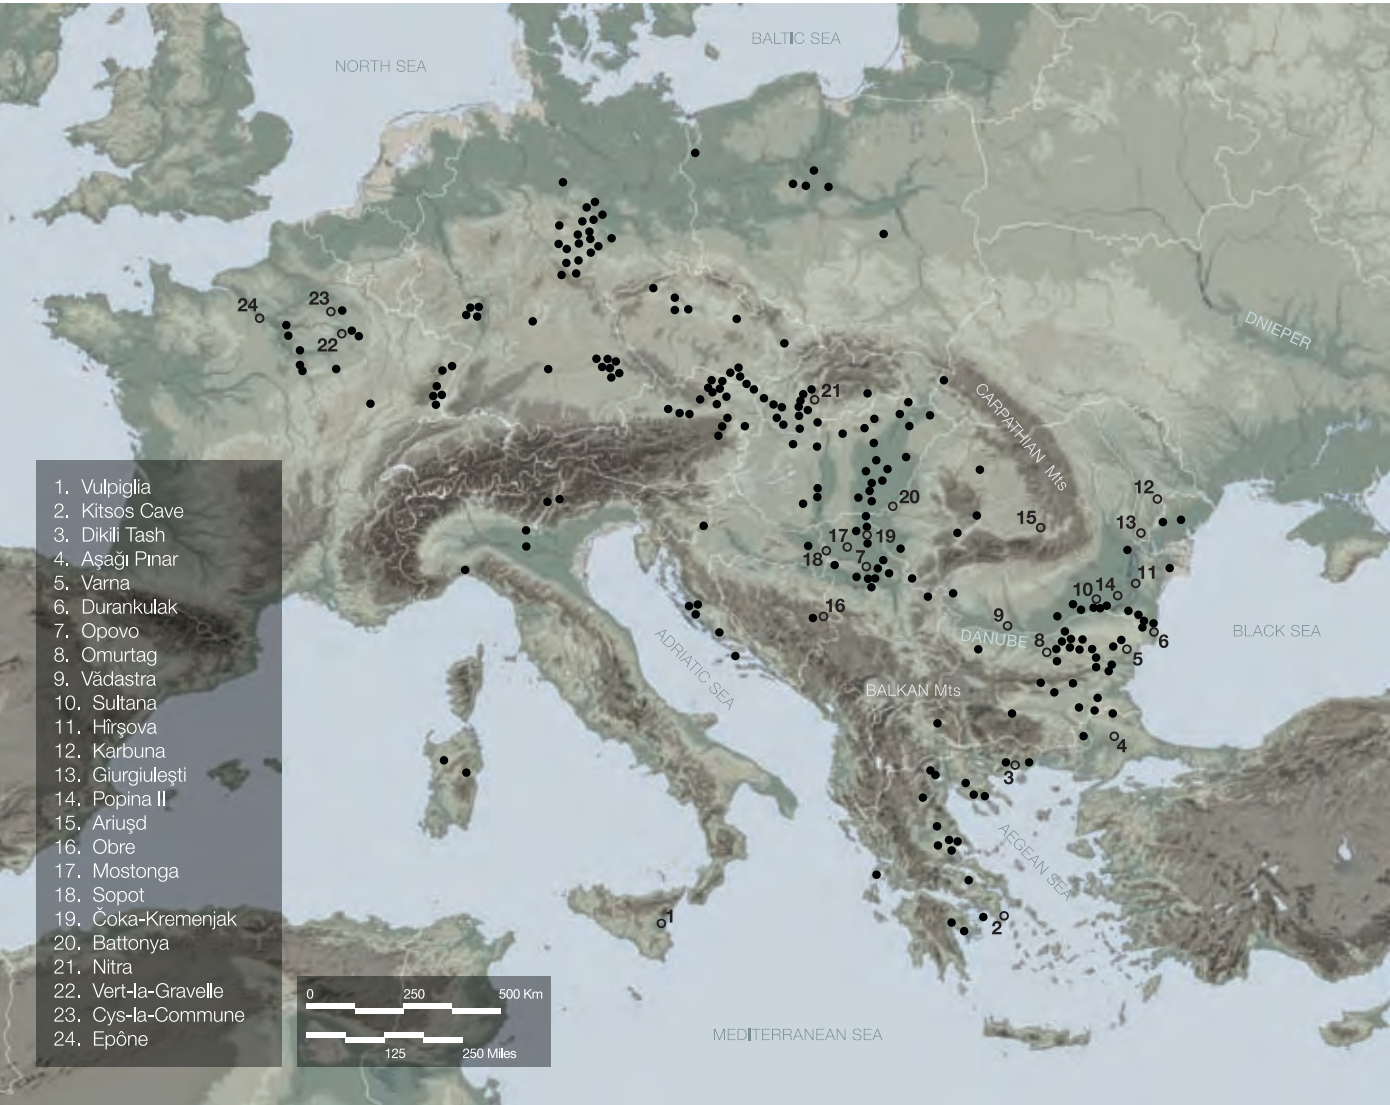 BALTIC SEA
NORTH SEA
DNIEPER
24
23
22
21
CARPATHIAN Mts
12
20
15
13
17
19
18
7
11
10
14
16
9
DANUBE
8
6
5
BLACK SEA
ADRIATIC SEA
BALKAN Mts
4
3
AEGEAN SEA
1
2
MEDITERRANEAN SEA
1. Vulpiglia
2. Kitsos Cave
3. Dikili Tash
4. Aşağı Pınar
5. Varna
6. Durankulak
7. Opovo
8. Omurtag
9. Vădastra
10. Sultana
11. Hîrşova
12. Karbuna
13. Giurgiuleşti
14. Popina II
15. Ariuşd
16. Obre
17. Mostonga
18. Sopot
19. Čoka-Kremenjak
20. Battonya
21. Nitra
22. Vert-la-Gravelle
23. Cys-la-Commune
24. Epône
0 250 500 Km
125 250 Miles